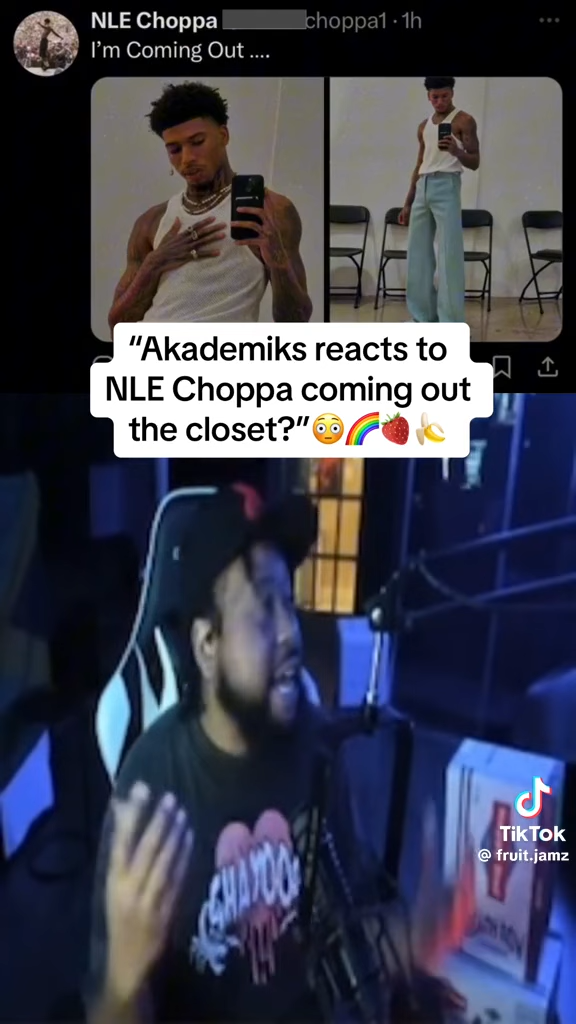 NLE Choppa choppa1 · 1h
I'm Coming Out ....
"Akademiks reacts to
NLE Choppa coming out
the closet?"😳🌈🍓🍌
TikTok
@ fruit.jamz